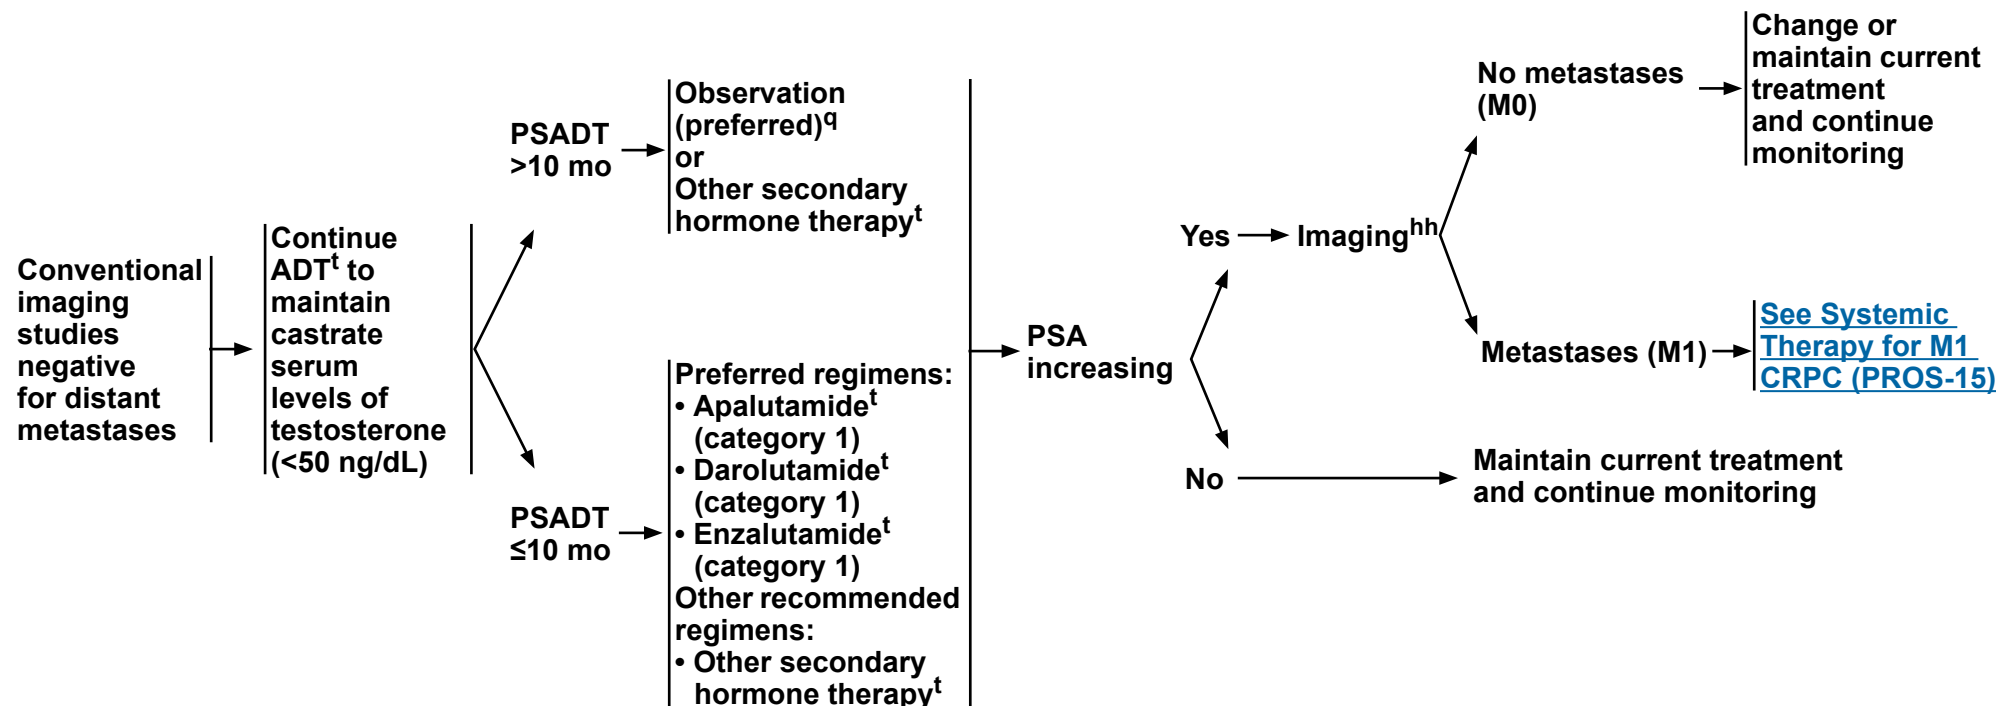 Conventional
imaging
studies
negative
for distant
metastases
Continue
ADTᵗ to
maintain
castrate
serum
levels of
testosterone
(<50 ng/dL)
PSADT
>10 mo
Observation
(preferred)q
or
Other secondary
hormone therapyᵗ
PSADT
≤10 mo
Preferred regimens:
• Apalutamideᵗ
(category 1)
• Darolutamideᵗ
(category 1)
• Enzalutamideᵗ
(category 1)
Other recommended
regimens:
• Other secondary
hormone therapyᵗ
PSA
increasing
Yes
Imagingʰʰ
No metastases
(M0)
Change or
maintain current
treatment
and continue
monitoring
Metastases (M1)
See Systemic
Therapy for M1
CRPC (PROS-15)
No
Maintain current treatment
and continue monitoring